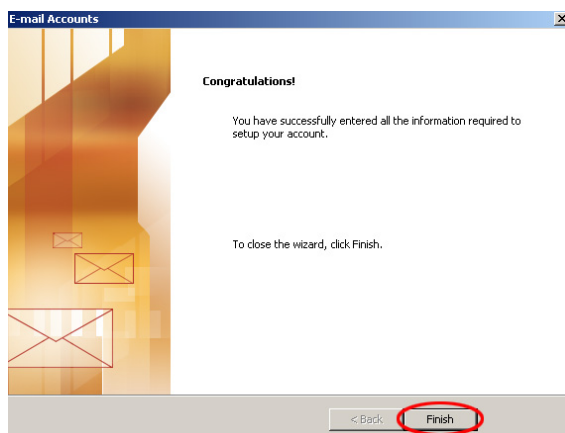 E-mail Accounts
Congratulations!
You have successfully entered all the information required to
setup your account.
To close the wizard, click Finish.
< Back
Finish